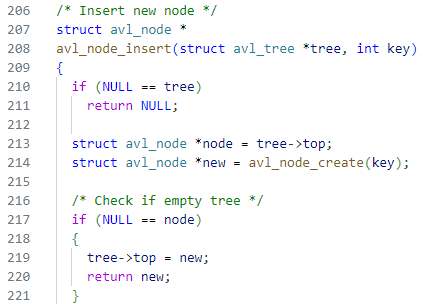 206 /* Insert new node */
207 struct avl_node *
208 avl_node_insert(struct avl_tree *tree, int key)
209 {
210 if (NULL == tree)
211 return NULL;
212
213 struct avl_node *node = tree->top;
214 struct avl_node *new = avl_node_create(key);
215
216 /* Check if empty tree */
217 if (NULL == node)
218 {
219 tree->top = new;
220 return new;
221 }